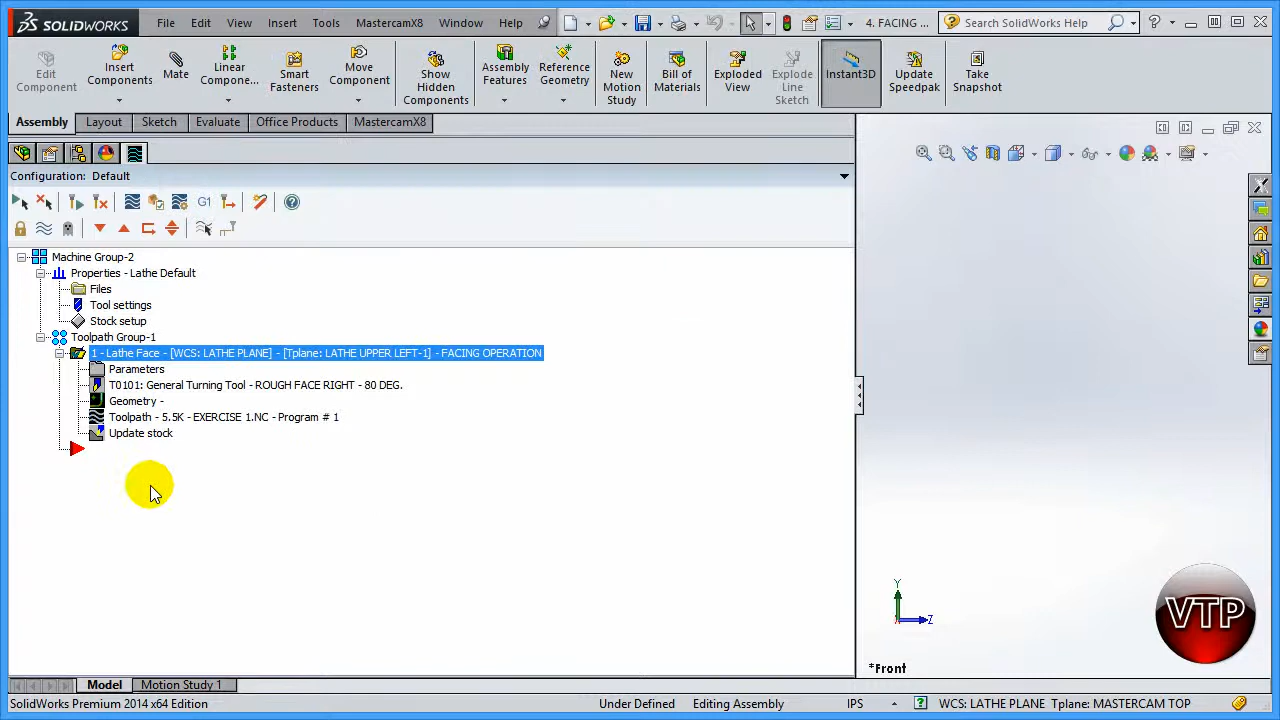 SOLIDWORKS File Edit View Insert Tools MastercamX8 Window Help 4. FACING ... Search SolidWorks Help
Edit Component
Insert Components
Mate
Linear Compone...
Smart Fasteners
Move Component
Show Hidden Components
Assembly Features
Reference Geometry
New Motion Study
Bill of Materials
Exploded View
Explode Line Sketch
Instant3D
Update Speedpak
Take Snapshot
Assembly Layout Sketch Evaluate Office Products MastercamX8
Configuration: Default
G1
Machine Group-2
Properties - Lathe Default
Files
Tool settings
Stock setup
Toolpath Group-1
1 - Lathe Face - [WCS: LATHE PLANE] - [Tplane: LATHE UPPER LEFT-1] - FACING OPERATION
Parameters
T0101: General Turning Tool - ROUGH FACE RIGHT - 80 DEG.
Geometry -
Toolpath - 5.5K - EXERCISE 1.NC - Program # 1
Update stock
Y
Z
VTP
*Front
Model Motion Study 1
SolidWorks Premium 2014 x64 Edition Under Defined Editing Assembly IPS WCS: LATHE PLANE Tplane: MASTERCAM TOP